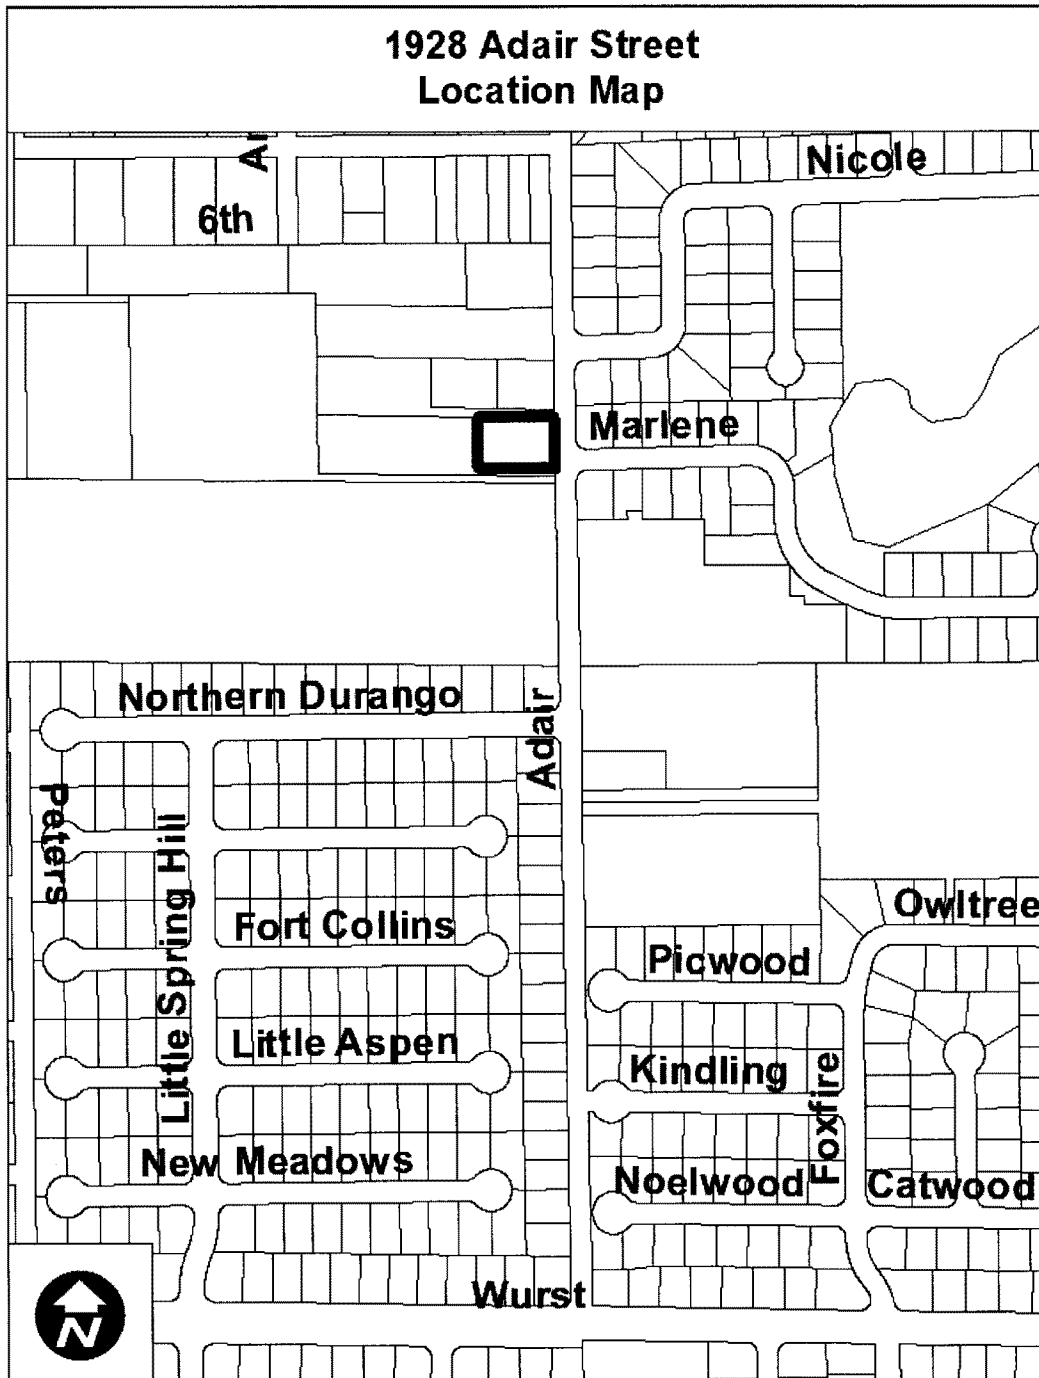 1928 Adair Street
Location Map
Nicole
6th
Marlene
Northern Durango
Adair
Peters
Little Spring Hill
Owltree
Fort Collins
Picwood
Little Aspen
Kindling
Foxfire
New Meadows
Noelwood
Catwood
Wurst
N